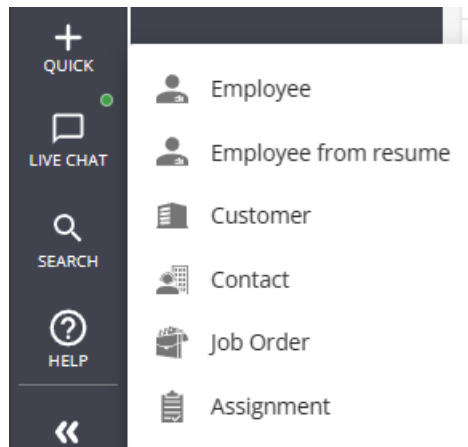 QUICK
LIVE CHAT
SEARCH
HELP
Employee
Employee from resume
Customer
Contact
Job Order
Assignment